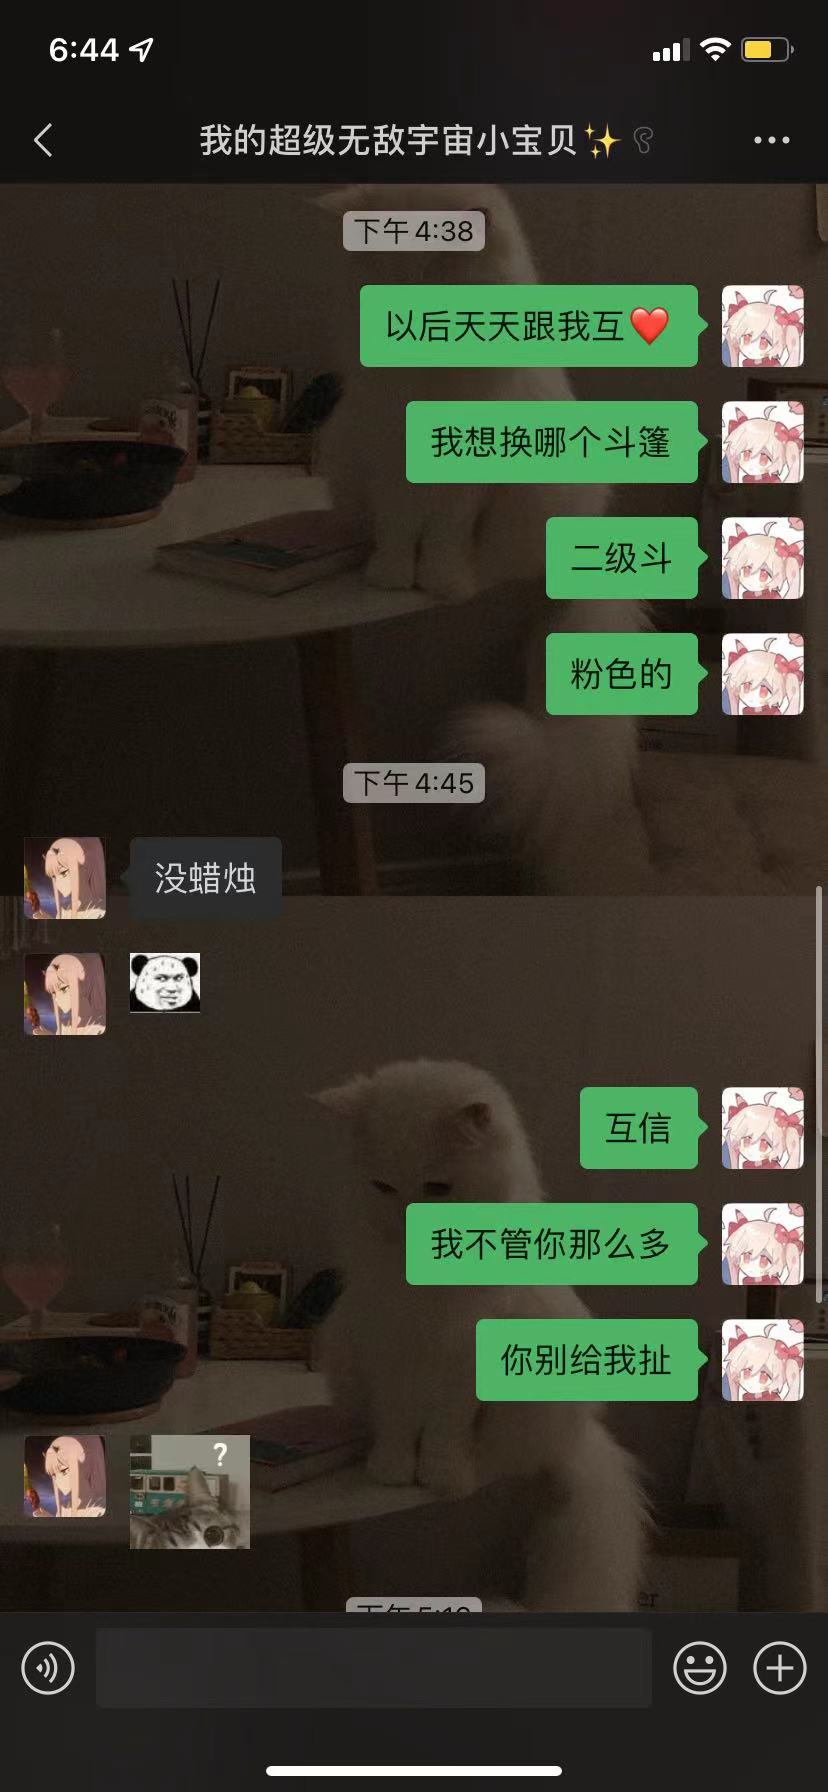 6:44
我的超级无敌宇宙小宝贝✨
下午 4:38
以后天天跟我互❤️
我想换哪个斗篷
二级斗
粉色的
下午 4:45
没蜡烛
互信
我不管你那么多
你别给我扯
?